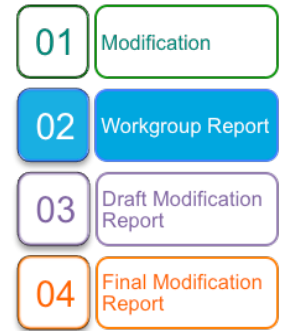 01
Modification
02
Workgroup Report
03
Draft Modification
Report
04
Final Modification
Report